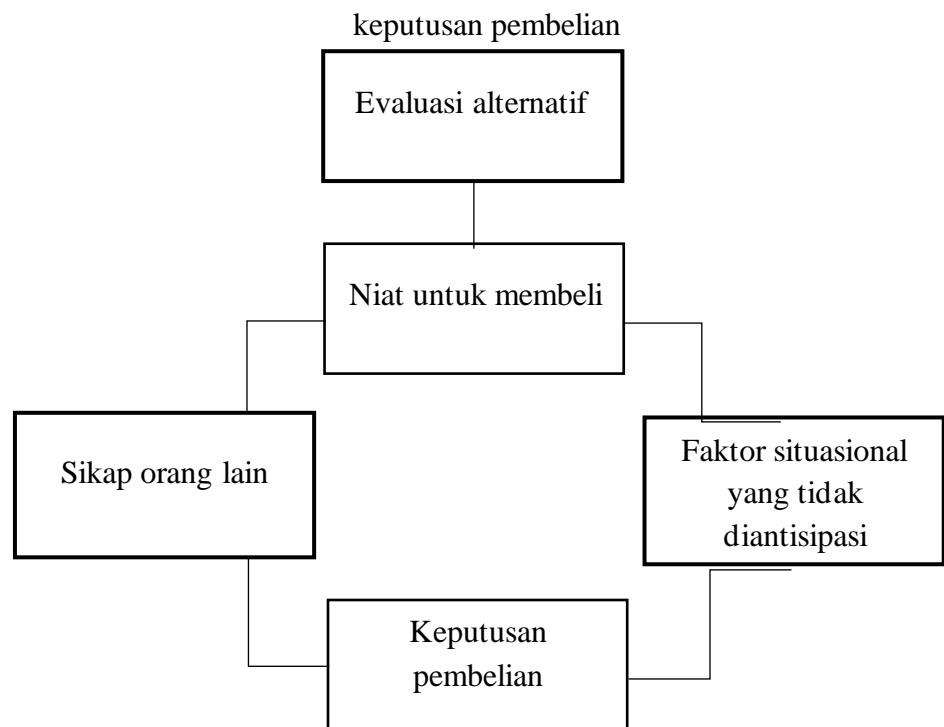 keputusan pembelian
Evaluasi alternatif
Niat untuk membeli
Sikap orang lain
Faktor situasional
yang tidak
diantisipasi
Keputusan
pembelian